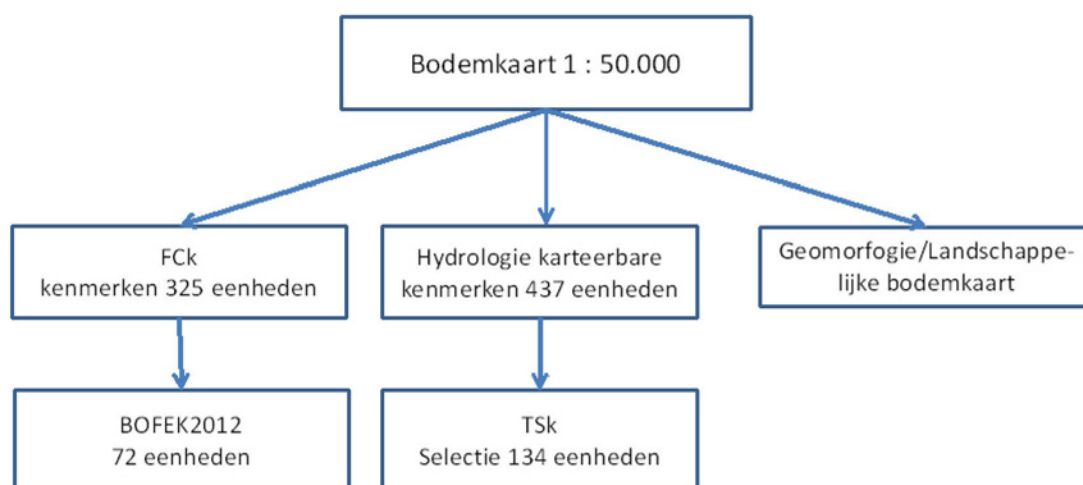 Bodemkaart 1 : 50.000
FCk
kenmerken 325 eenheden
Hydrologie karteerbare
kenmerken 437 eenheden
Geomorfogie/Landschappe-
lijke bodemkaart
BOFEK2012
72 eenheden
TSk
Selectie 134 eenheden